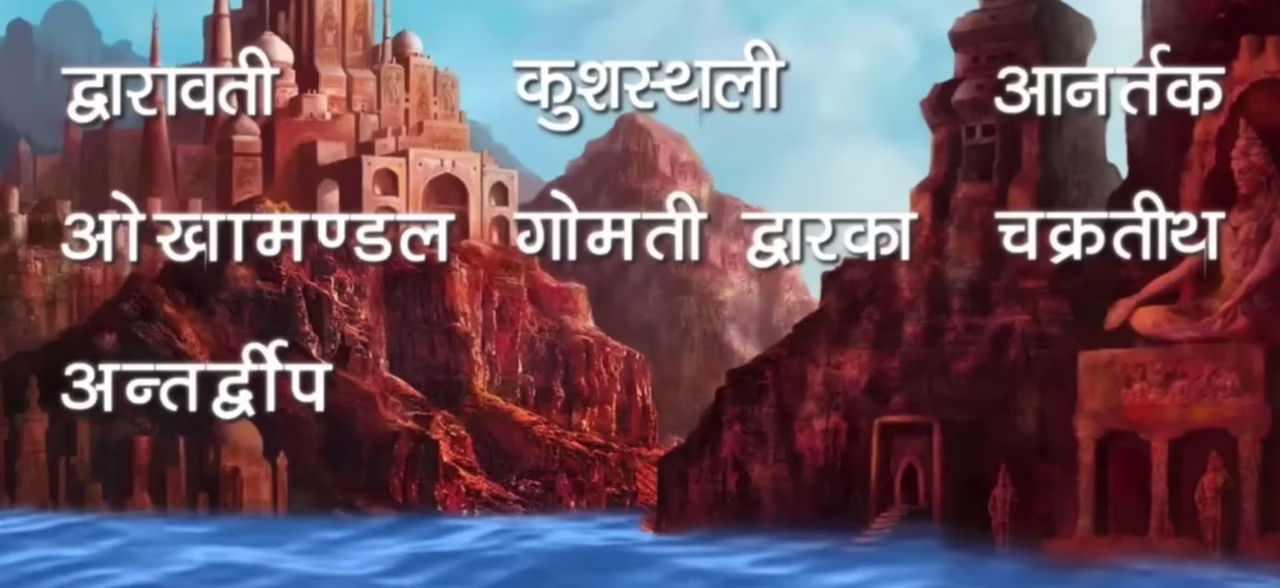 द्वारावती कुशस्थली आनर्तक
ओखामण्डल गोमती द्वारका चक्रतीथ
अन्तर्द्वीप